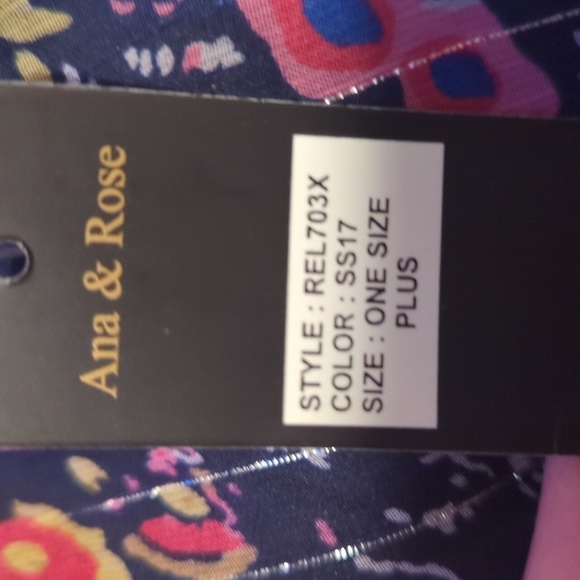 Ana & Rose
STYLE : REL703X
COLOR : SS17
SIZE : ONE SIZE
PLUS